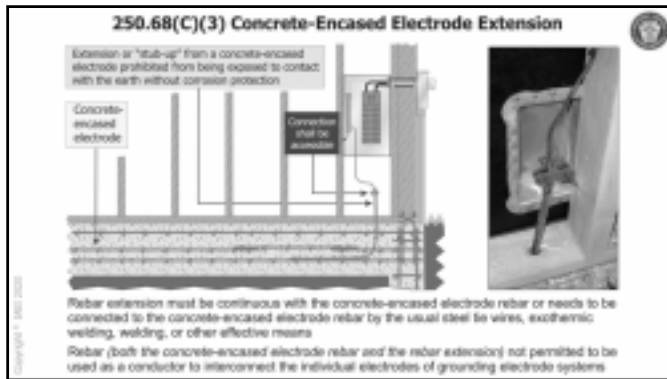 250.68(C)(3) Concrete-Encased Electrode Extension
Extension or "stub-up" from a concrete-encased
electrode prohibited from being exposed to contact
with the earth without corrosion protection
Concrete-
encased
electrode
Connection
shall be
accessible
Rebar extension must be continuous with the concrete-encased electrode rebar or needs to be
connected to the concrete-encased electrode rebar by the usual steel tie wires, exothermic
welding, welding, or other effective means
Rebar (both the concrete-encased electrode rebar and the rebar extension) not permitted to be
used as a conductor to interconnect the individual electrodes of grounding electrode systems
Copyright © IAEI 2020